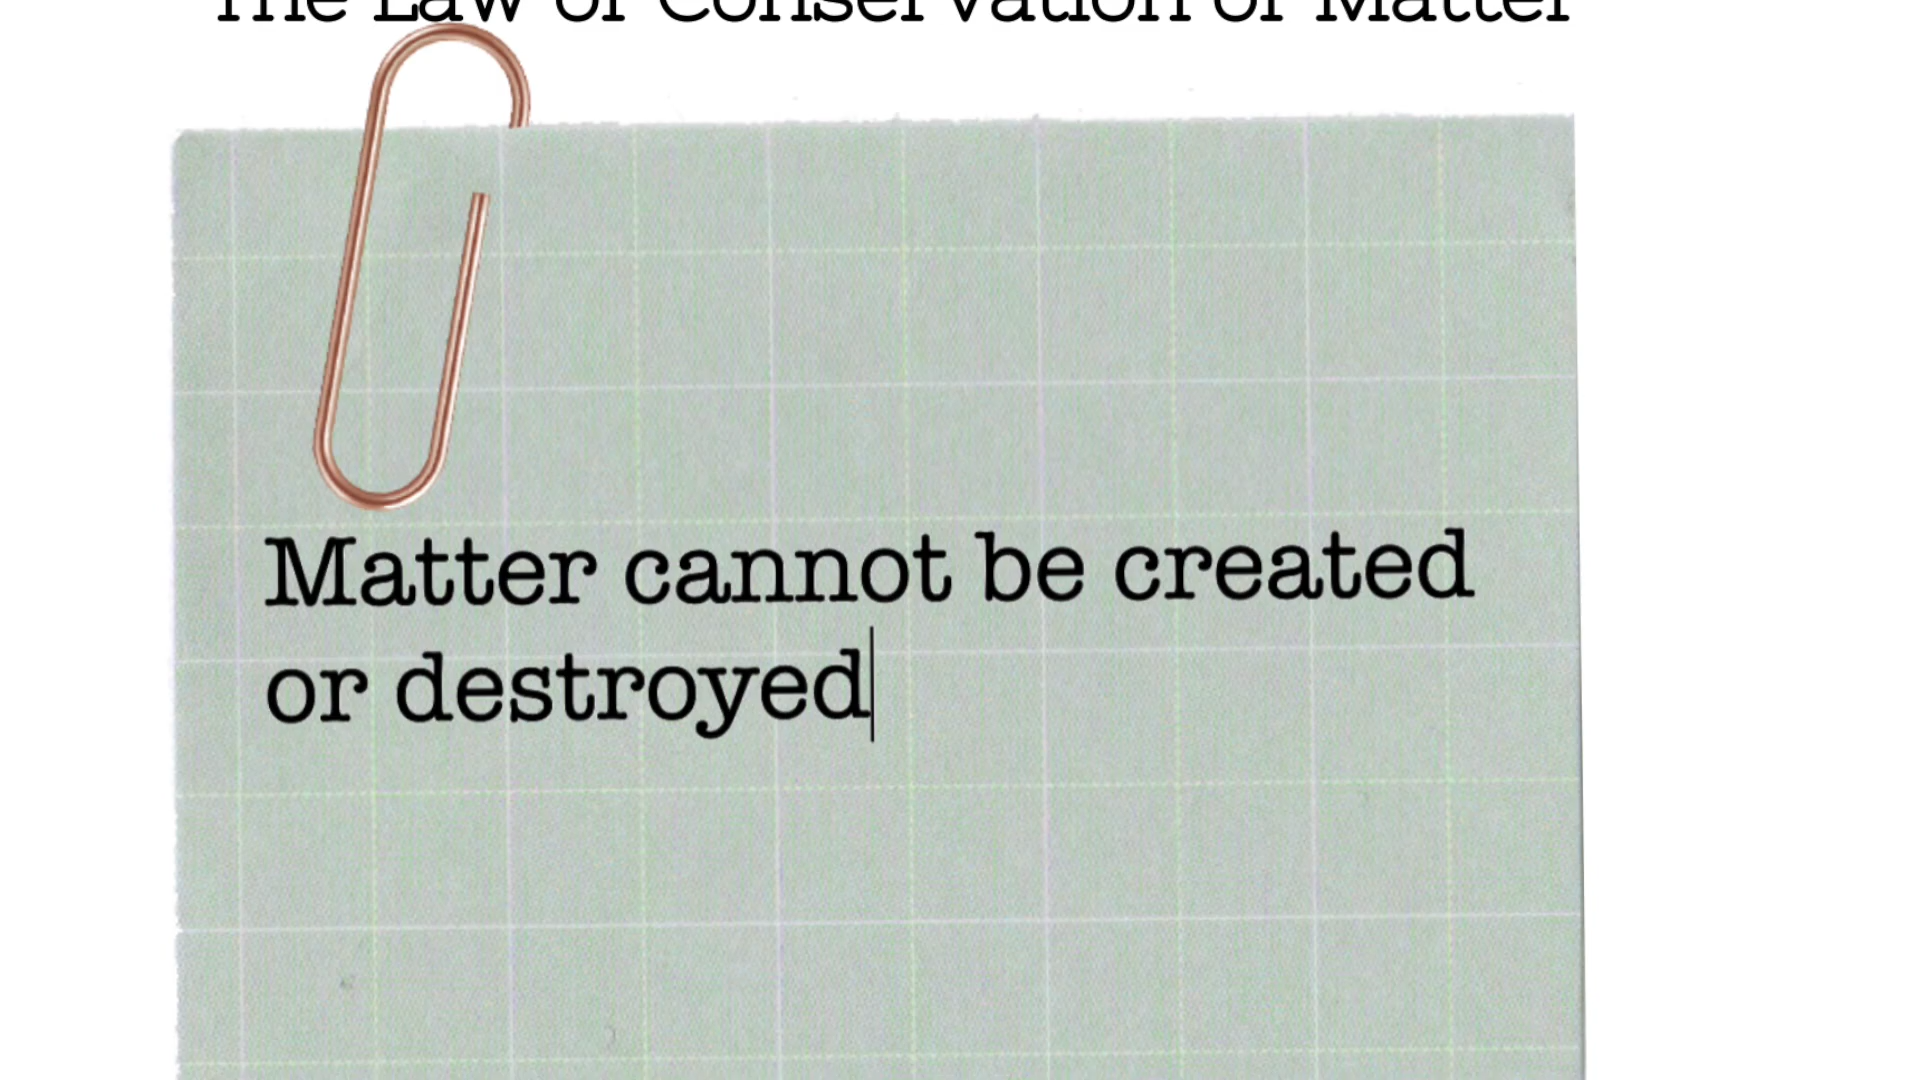 The Law of Conservation of Matter
Matter cannot be created
or destroyed